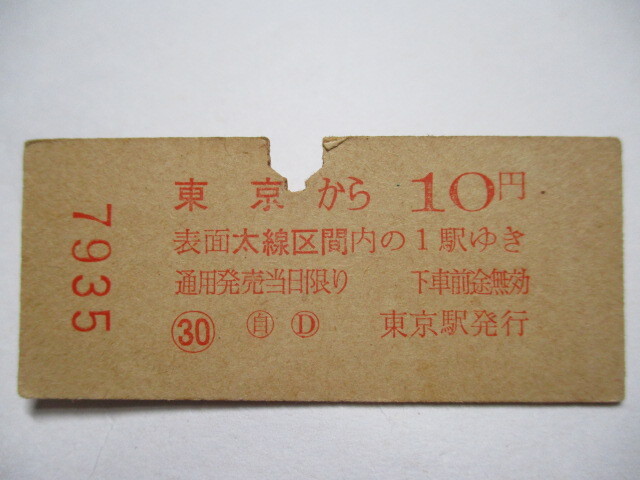 東京から 10円
表面太線区間内の1駅ゆき
通用発売当日限り 下車前途無効
㉚ 自 D 東京駅発行
7935